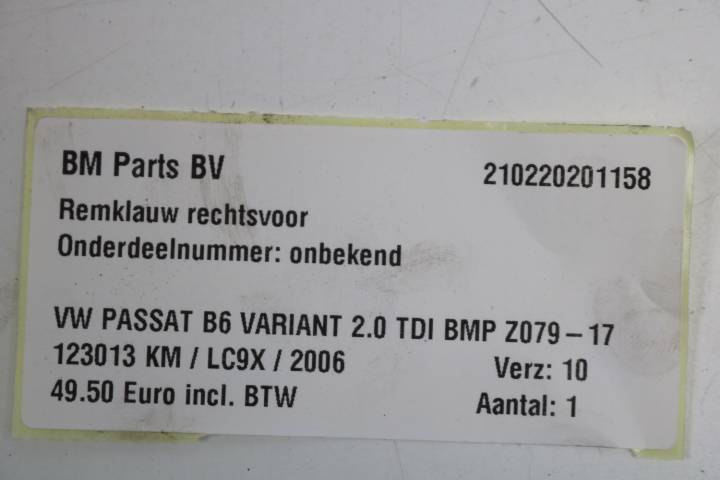 BM Parts BV 210220201158
Remklauw rechtsvoor
Onderdeelnummer: onbekend
VW PASSAT B6 VARIANT 2.0 TDI BMP Z079-17
123013 KM / LC9X / 2006 Verz: 10
49.50 Euro incl. BTW Aantal: 1